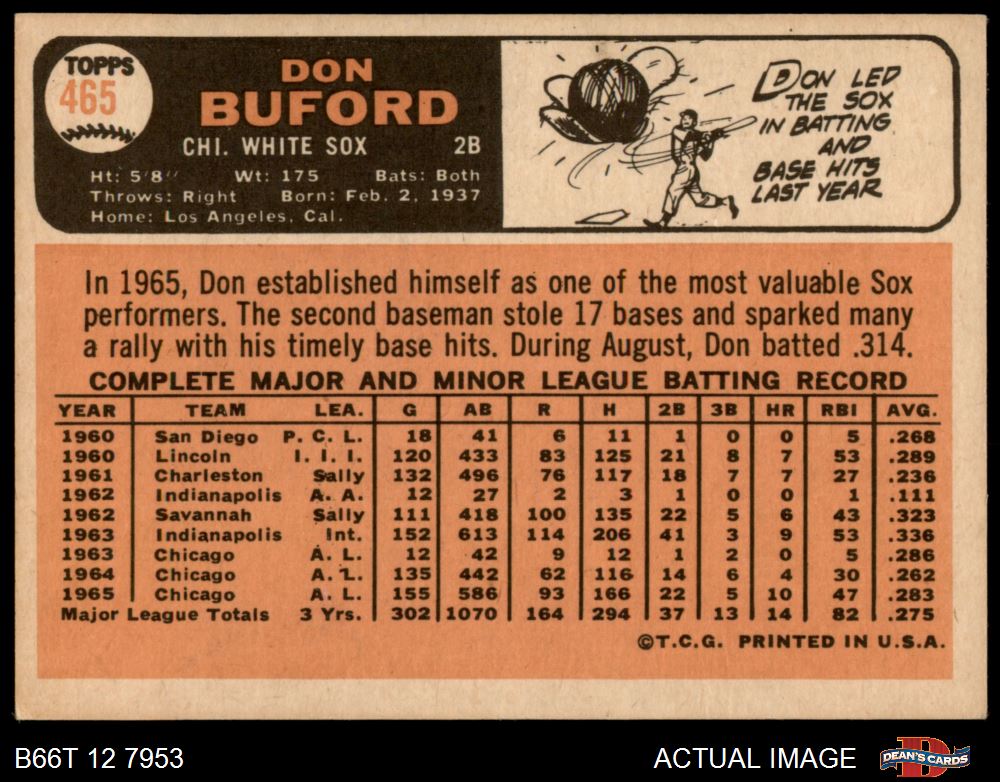 TOPPS
465
DON
BUFORD
CHI. WHITE SOX 2B
Ht: 5'8" Wt: 175 Bats: Both
Throws: Right Born: Feb. 2, 1937
Home: Los Angeles, Cal.
DON LED
THE SOX
IN BATTING
AND
BASE HITS
LAST YEAR
In 1965, Don established himself as one of the most valuable Sox
performers. The second baseman stole 17 bases and sparked many
a rally with his timely base hits. During August, Don batted .314.
COMPLETE MAJOR AND MINOR LEAGUE BATTING RECORD
YEAR TEAM LEA. G AB R H 2B 3B HR RBI AVG.
1960 San Diego P. C. L. 18 41 6 11 1 0 0 5 .268
1960 Lincoln I. I. I. 120 433 83 125 21 8 7 53 .289
1961 Charleston Sally 132 496 76 117 18 7 7 27 .236
1962 Indianapolis A. A. 12 27 2 3 1 0 0 1 .111
1962 Savannah Sally 111 418 100 135 22 5 6 43 .323
1963 Indianapolis Int. 152 613 114 206 41 3 9 53 .336
1963 Chicago A. L. 12 42 9 12 1 2 0 5 .286
1964 Chicago A. L. 135 442 62 116 14 6 4 30 .262
1965 Chicago A. L. 155 586 93 166 22 5 10 47 .283
Major League Totals 3 Yrs. 302 1070 164 294 37 13 14 82 .275
©T.C.G. PRINTED IN U.S.A.
B66T 12 7953 ACTUAL IMAGE DEAN'S CARDS